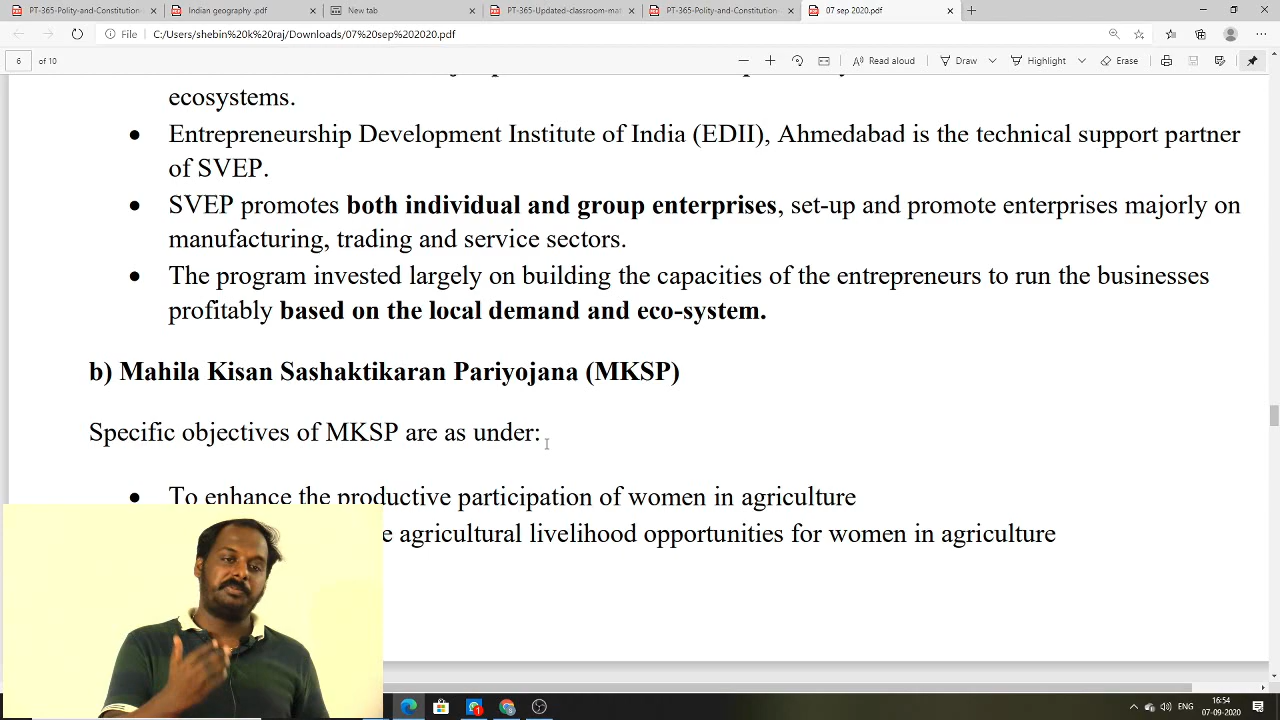 PT-365-Polity-and-Constitution-
Indian geography .pdf
New tab
PT-365-Updated-classroom-mat
PT-365-Polity-and-Constitution-
07 sep 2020.pdf
File
C:/Users/shebin%20k%20raj/Downloads/07%20sep%202020.pdf
6 of 10
Read aloud
Draw
Highlight
Erase
ecosystems.
• Entrepreneurship Development Institute of India (EDII), Ahmedabad is the technical support partner
of SVEP.
• SVEP promotes both individual and group enterprises, set-up and promote enterprises majorly on
manufacturing, trading and service sectors.
• The program invested largely on building the capacities of the entrepreneurs to run the businesses
profitably based on the local demand and eco-system.
b) Mahila Kisan Sashaktikaran Pariyojana (MKSP)
Specific objectives of MKSP are as under:
• To enhance the productive participation of women in agriculture
agricultural livelihood opportunities for women in agriculture
ENG
16:54
07-09-2020